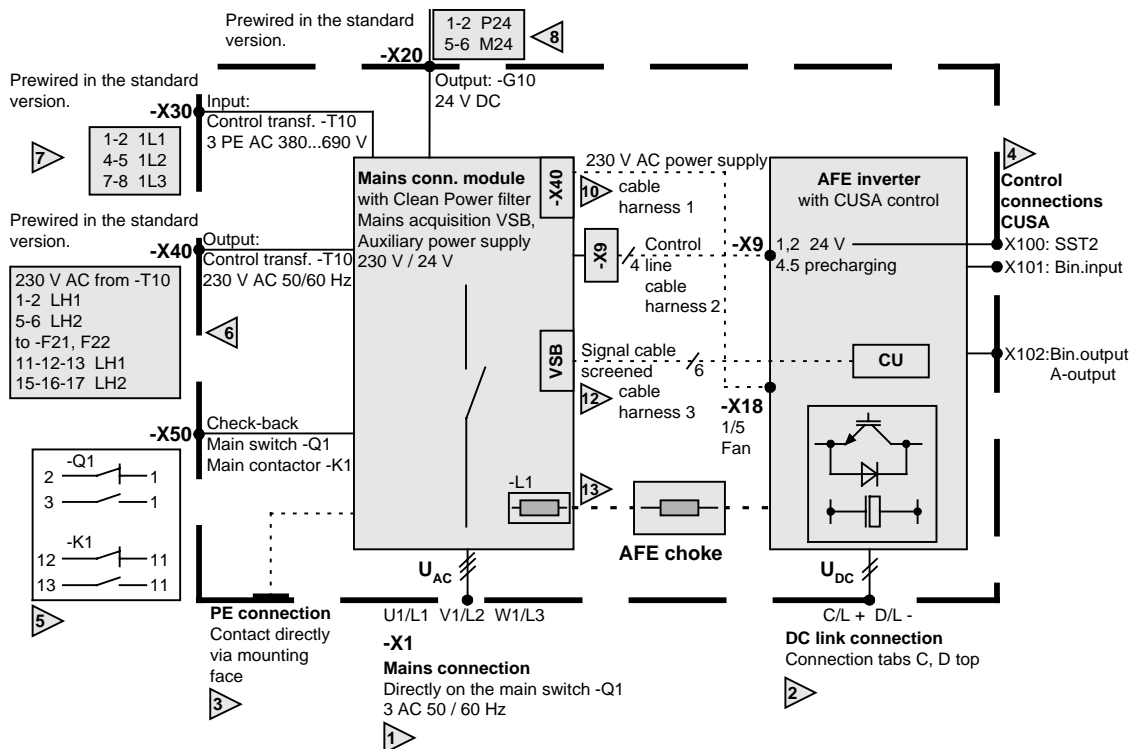 Prewired in the standard
version.
1-2 P24
5-6 M24
8
-X20
Output: -G10
24 V DC
Prewired in the standard
version.
-X30
Input:
Control transf. -T10
3 PE AC 380...690 V
7
1-2 1L1
4-5 1L2
7-8 1L3
Prewired in the standard
version.
-X40
Output:
Control transf. -T10
230 V AC 50/60 Hz
230 V AC from -T10
1-2 LH1
5-6 LH2
to -F21, F22
11-12-13 LH1
15-16-17 LH2
6
-X50
Check-back
Main switch -Q1
Main contactor -K1
-Q1
2 1
3 1
-K1
12 11
13 11
5
Mains conn. module
with Clean Power filter
Mains acquisition VSB,
Auxiliary power supply
230 V / 24 V
-X40
230 V AC power supply
10
cable
harness 1
-X9
4
Control
line
cable
harness 2
VSB
Signal cable
screened
6
12
cable
harness 3
-L1
13
AFE choke
AFE inverter
with CUSA control
-X9
1,2 24 V
4.5 precharging
CU
-X18
1/5
Fan
4
Control
connections
CUSA
X100: SST2
X101: Bin.input
X102:Bin.output
A-output
PE connection
Contact directly
via mounting
face
3
UAC
U1/L1 V1/L2 W1/L3
-X1
Mains connection
Directly on the main switch -Q1
3 AC 50 / 60 Hz
1
UDC
C/L + D/L -
DC link connection
Connection tabs C, D top
2